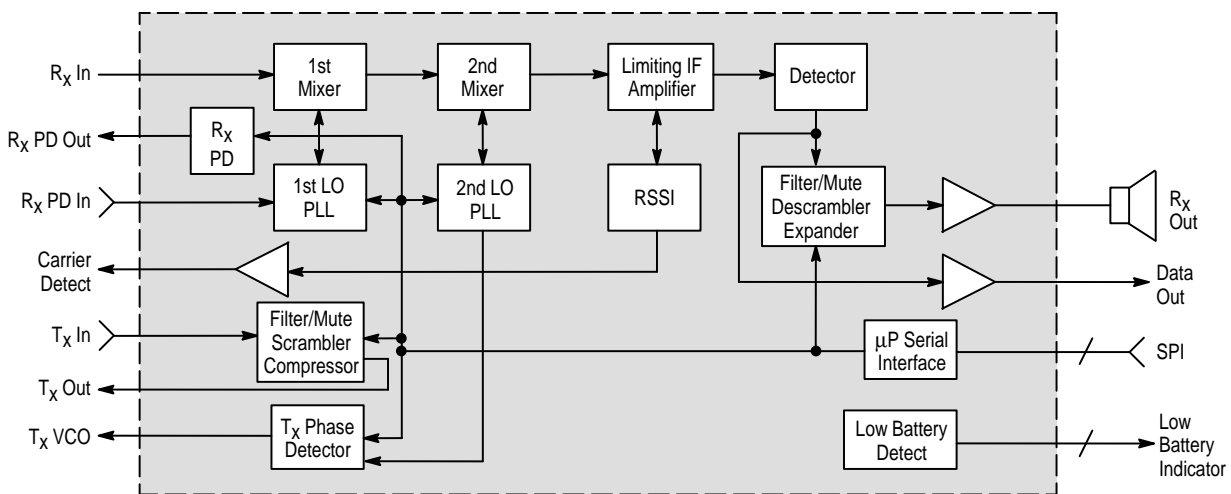 Rx In
1st
Mixer
2nd
Mixer
Limiting IF
Amplifier
Detector
Rx PD Out
Rx
PD
Rx PD In
1st LO
PLL
2nd LO
PLL
RSSI
Filter/Mute
Descrambler
Expander
Rx
Out
Carrier
Detect
Data
Out
Tx In
Filter/Mute
Scrambler
Compressor
µP Serial
Interface
SPI
Tx Out
Tx VCO
Tx Phase
Detector
Low Battery
Detect
Low
Battery
Indicator